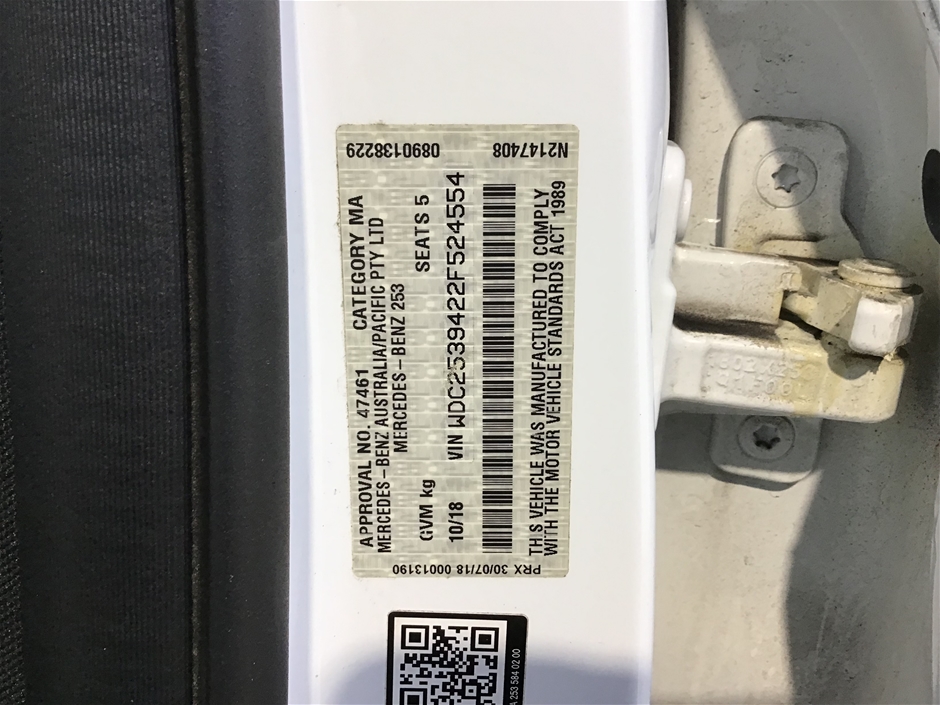 APPROVAL NO. 47461 CATEGORY MA
MERCEDES-BENZ AUSTRALIA/PACIFIC PTY LTD
MERCEDES-BENZ 253
GVM kg SEATS 5
10/18 VIN WDC2539422F524554
THIS VEHICLE WAS MANUFACTURED TO COMPLY
WITH THE MOTOR VEHICLE STANDARDS ACT 1989
0890138229 N2147408
PRX 30/07/18 00013190
A 253 584 02 00